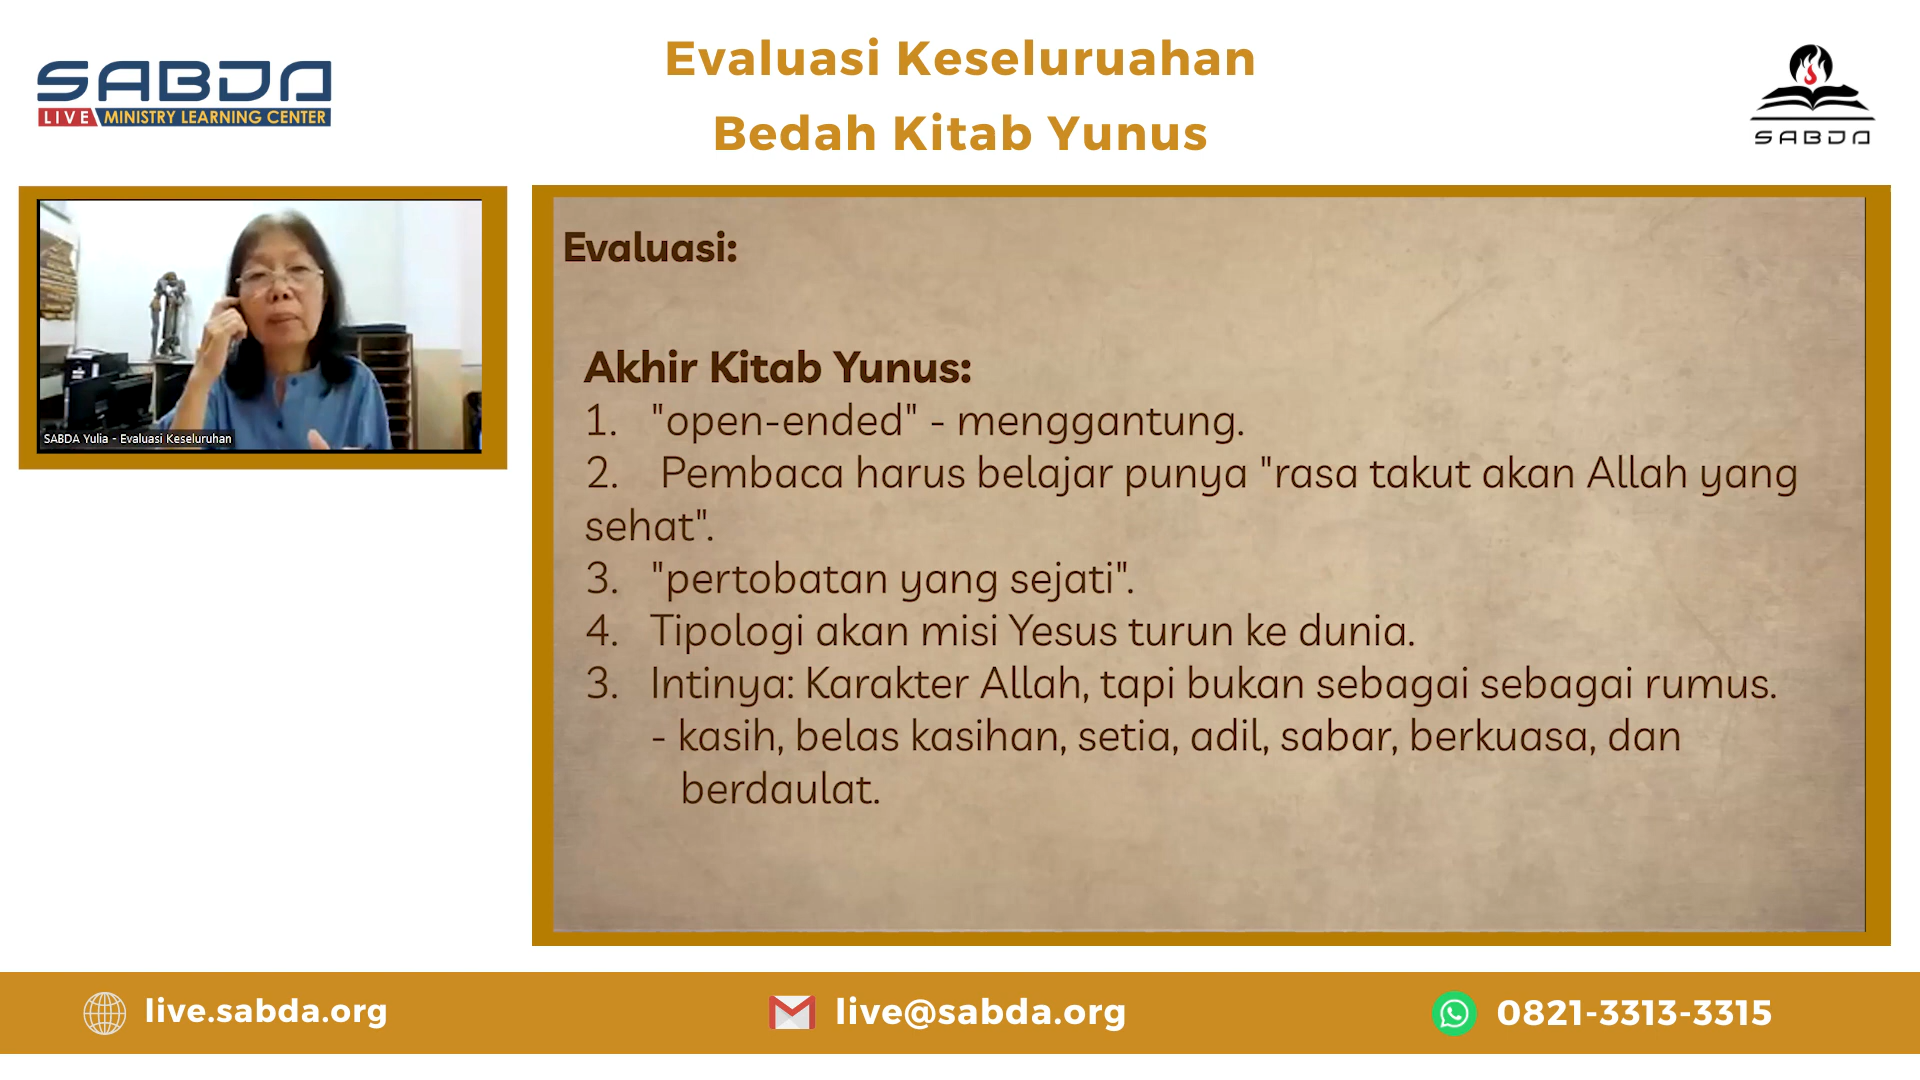 SABDA
LIVE MINISTRY LEARNING CENTER
Evaluasi Keseluruahan
Bedah Kitab Yunus
SABDA
SABDA Yulia - Evaluasi Keseluruhan
Evaluasi:
Akhir Kitab Yunus:
1. "open-ended" - menggantung.
2. Pembaca harus belajar punya "rasa takut akan Allah yang
sehat".
3. "pertobatan yang sejati".
4. Tipologi akan misi Yesus turun ke dunia.
3. Intinya: Karakter Allah, tapi bukan sebagai sebagai rumus.
- kasih, belas kasihan, setia, adil, sabar, berkuasa, dan
berdaulat.
live.sabda.org
live@sabda.org
0821-3313-3315